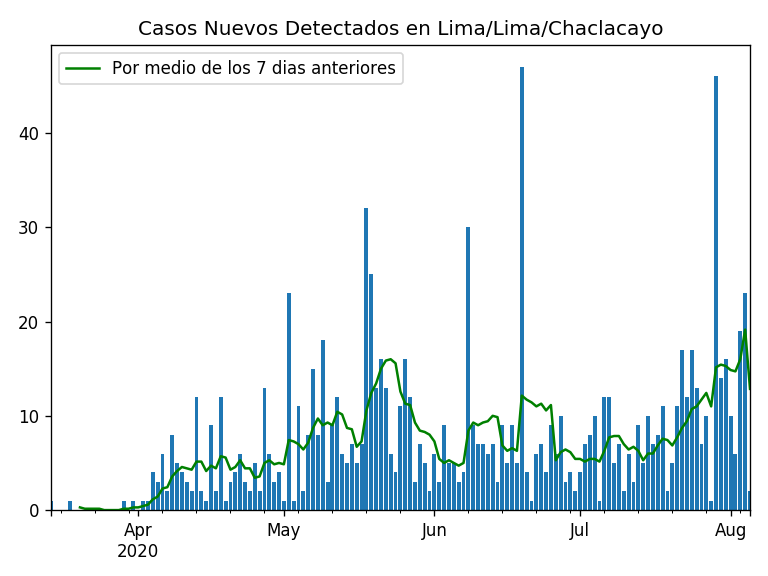 Casos Nuevos Detectados en Lima/Lima/Chaclacayo
Por medio de los 7 dias anteriores
40
30
20
10
0
Apr May Jun Jul Aug
2020